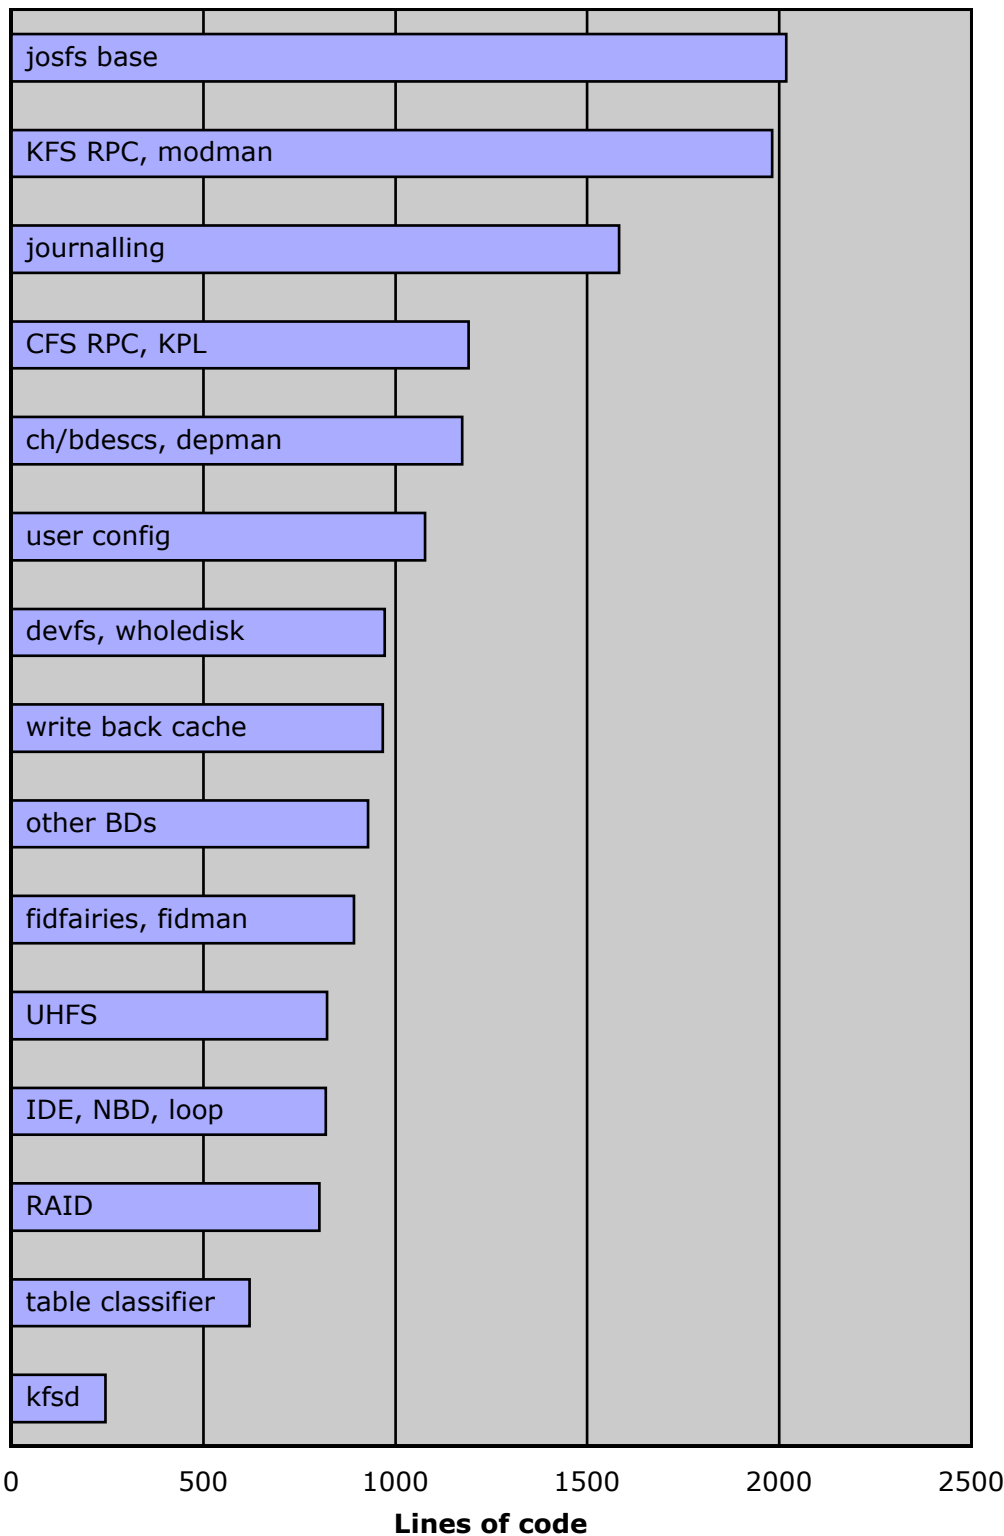 josfs base
KFS RPC, modman
journalling
CFS RPC, KPL
ch/bdescs, depman
user config
devfs, wholedisk
write back cache
other BDs
fidfairies, fidman
UHFS
IDE, NBD, loop
RAID
table classifier
kfsd
0 500 1000 1500 2000 2500
Lines of code